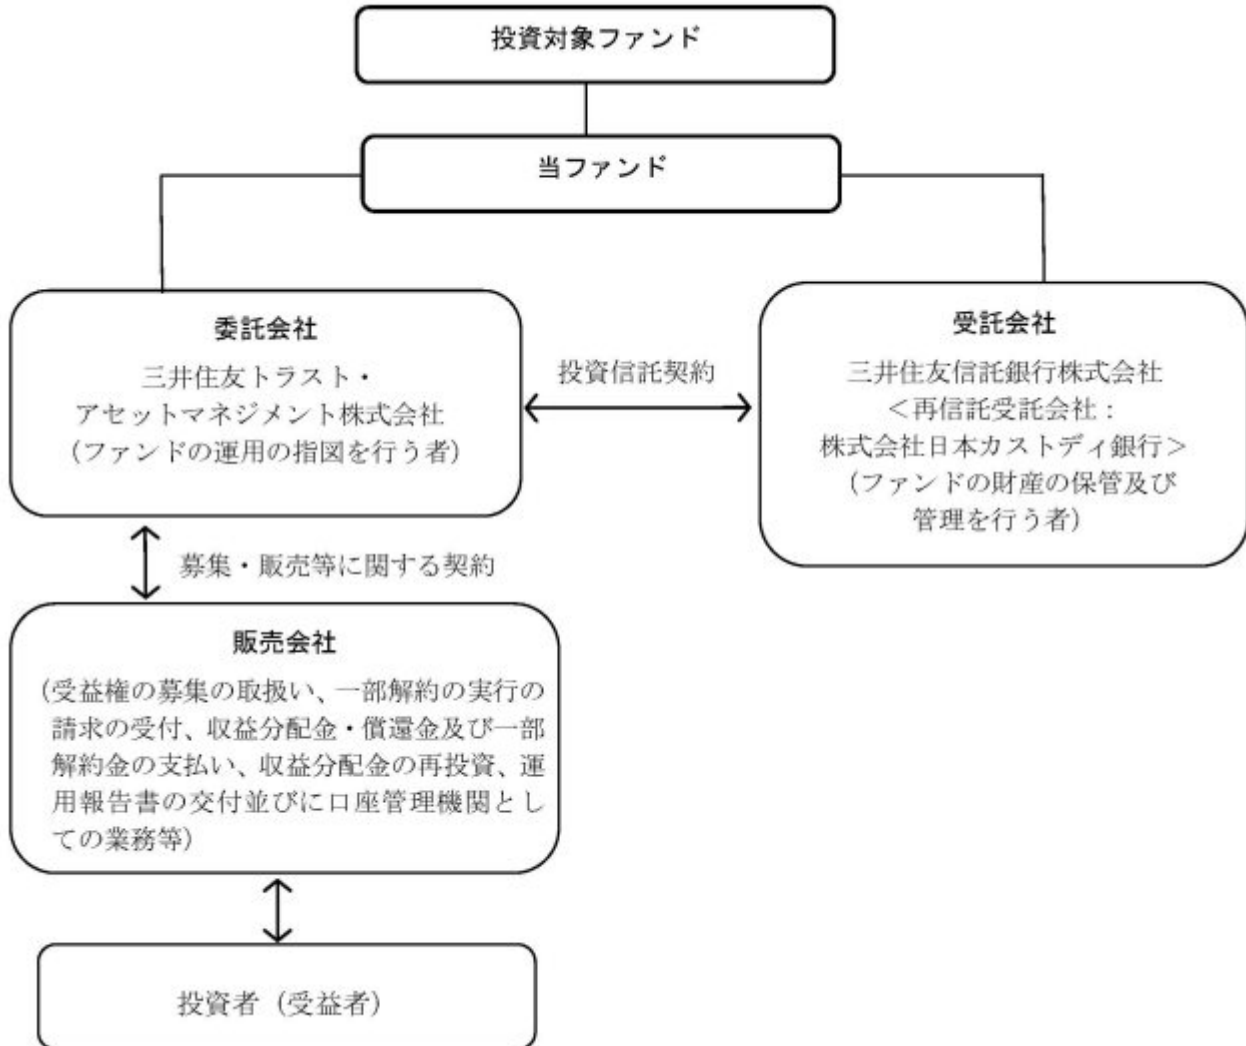 投資対象ファンド
当ファンド
委託会社
三井住友トラスト・
アセットマネジメント株式会社
(ファンドの運用の指図を行う者)
投資信託契約
受託会社
三井住友信託銀行株式会社
<再信託受託会社:
株式会社日本カストディ銀行>
(ファンドの財産の保管及び
管理を行う者)
募集・販売等に関する契約
販売会社
(受益権の募集の取扱い、一部解約の実行の
請求の受付、収益分配金・償還金及び一部
解約金の支払い、収益分配金の再投資、運
用報告書の交付並びに口座管理機関とし
ての業務等)
投資者(受益者)